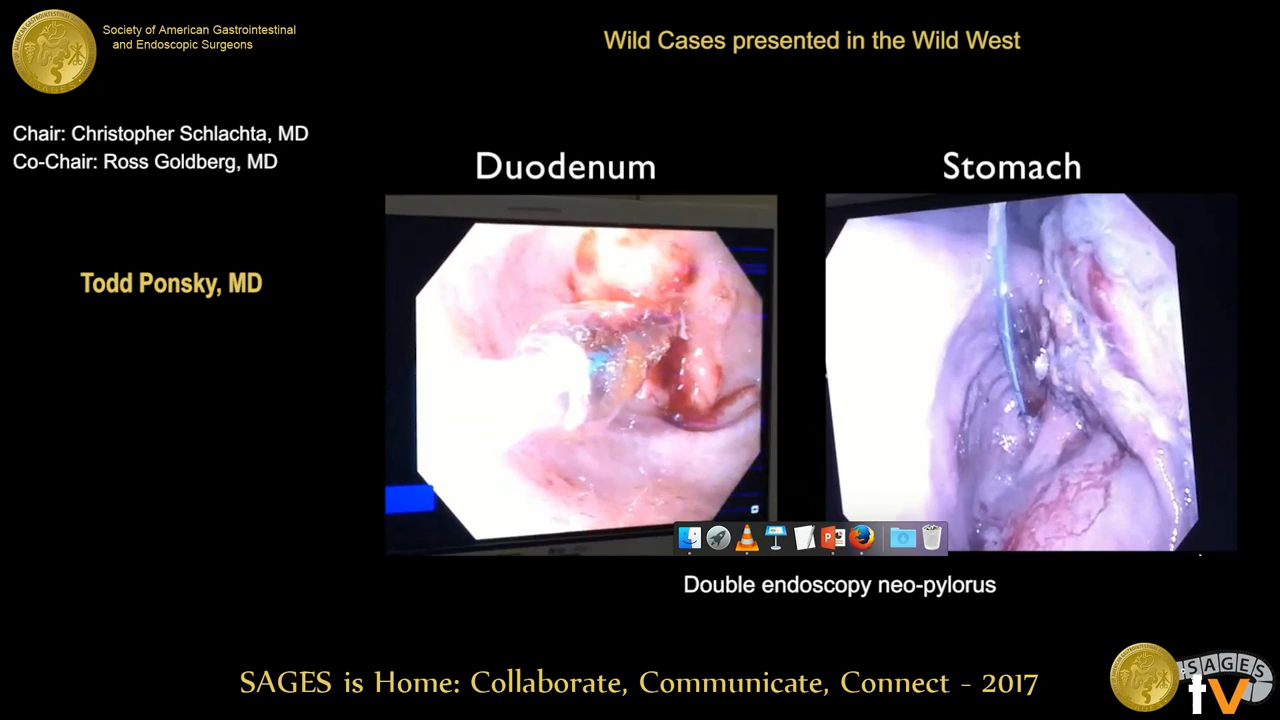 Society of American Gastrointestinal
and Endoscopic Surgeons
Wild Cases presented in the Wild West
Chair: Christopher Schlachta, MD
Co-Chair: Ross Goldberg, MD
Duodenum
Stomach
Todd Ponsky, MD
Double endoscopy neo-pylorus
SAGES is Home: Collaborate, Communicate, Connect - 2017
SAGES
tv